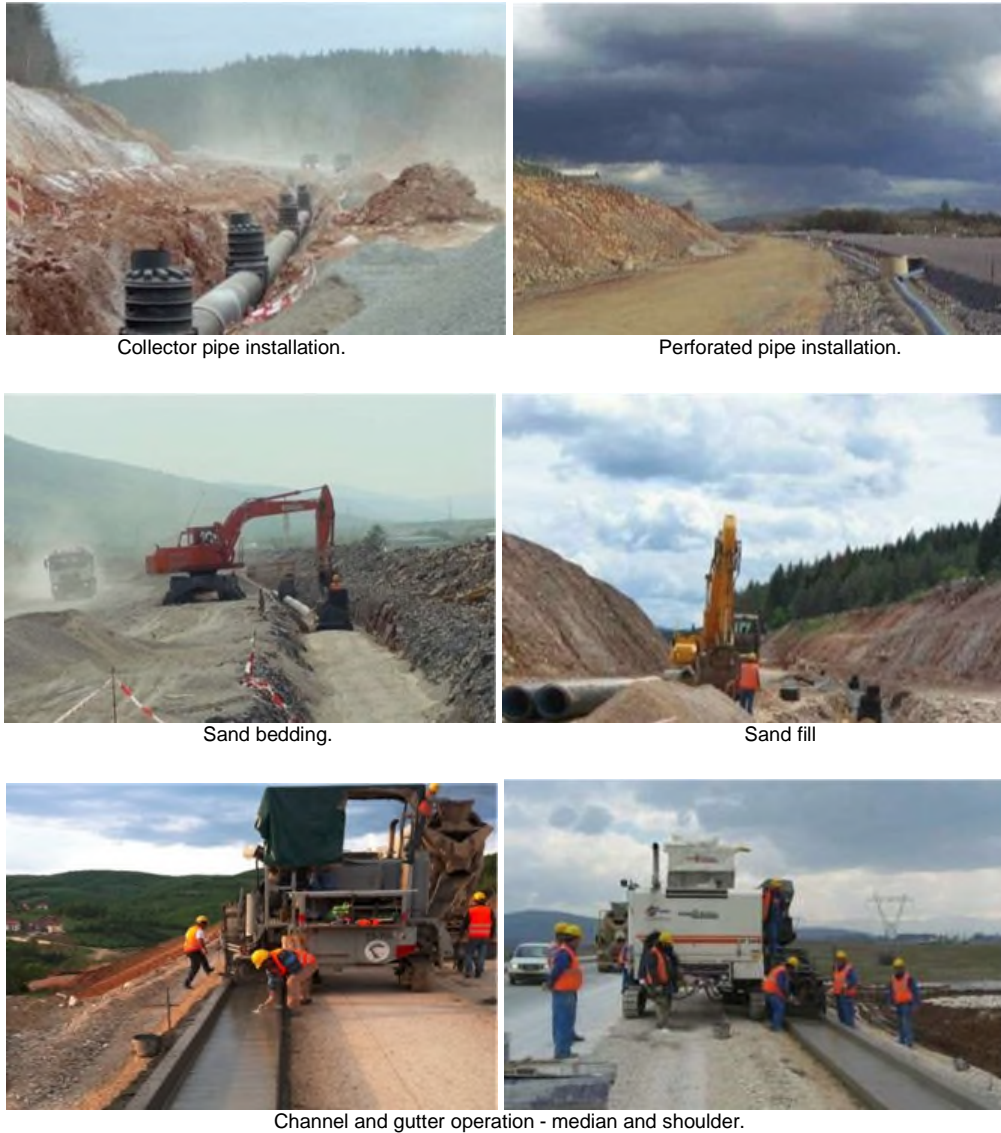 Collector pipe installation.
Perforated pipe installation.
Sand bedding.
Sand fill
Channel and gutter operation - median and shoulder.